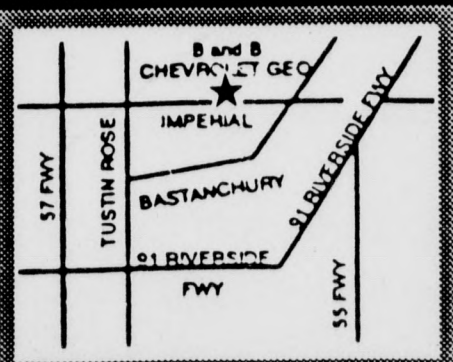 B and B
CHEVROLET GEO
IMPERIAL
57 FWY
TUSTIN ROSE
BASTANCHURY
91 RIVERSIDE FWY
91 RIVERSIDE
FWY
55 FWY